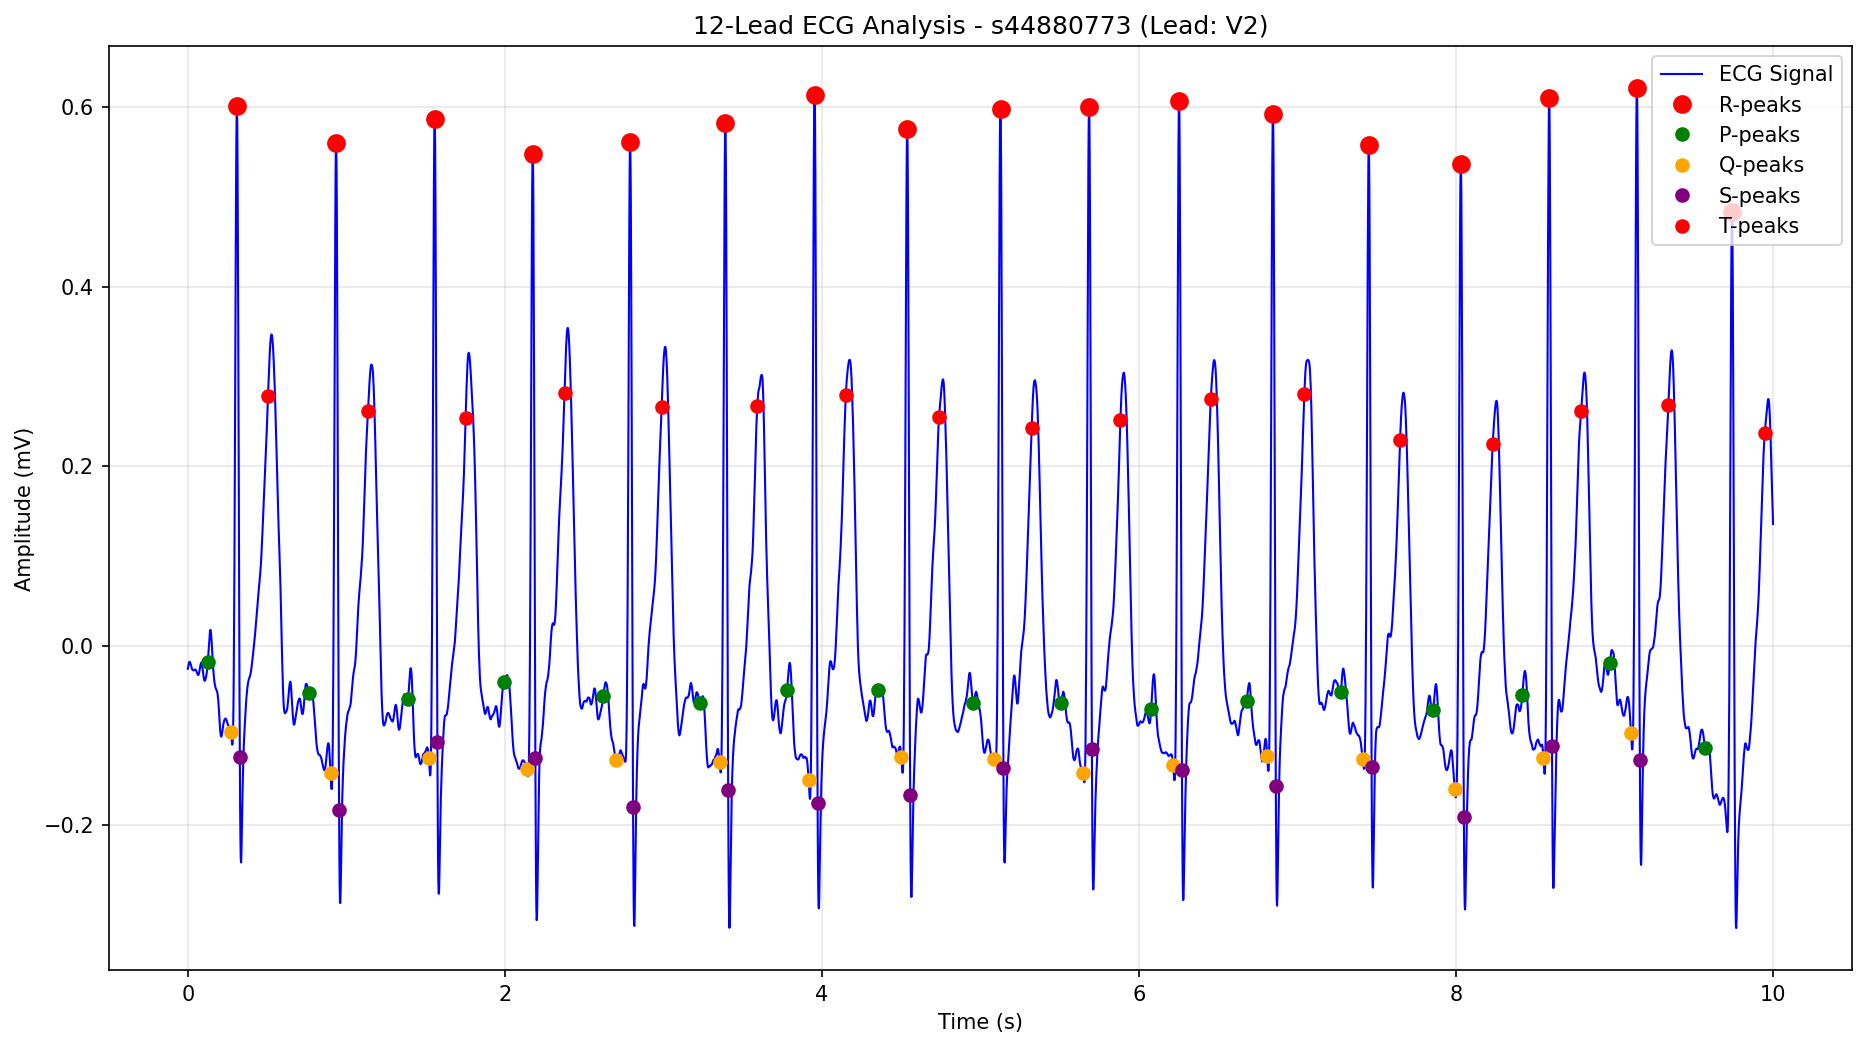 12-Lead ECG Analysis - s44880773 (Lead: V2)
ECG Signal
R-peaks
P-peaks
Q-peaks
S-peaks
T-peaks
Amplitude (mV)
0.6
0.4
0.2
0.0
−0.2
0 2 4 6 8 10
Time (s)